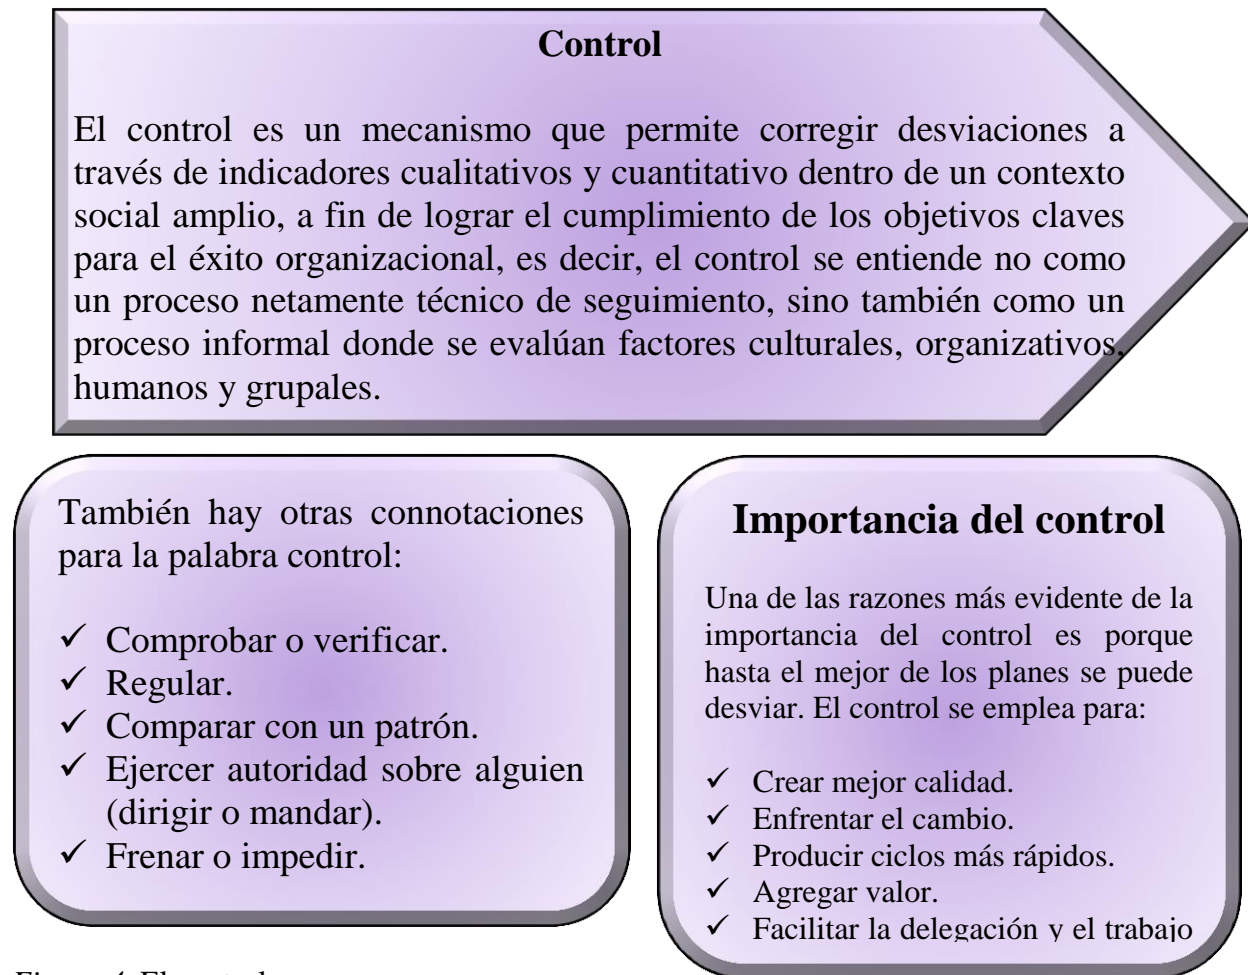 Control
El control es un mecanismo que permite corregir desviaciones a
través de indicadores cualitativos y cuantitativo dentro de un contexto
social amplio, a fin de lograr el cumplimiento de los objetivos claves
para el éxito organizacional, es decir, el control se entiende no como
un proceso netamente técnico de seguimiento, sino también como un
proceso informal donde se evalúan factores culturales, organizativos,
humanos y grupales.
También hay otras connotaciones
para la palabra control:
✓ Comprobar o verificar.
✓ Regular.
✓ Comparar con un patrón.
✓ Ejercer autoridad sobre alguien
(dirigir o mandar).
✓ Frenar o impedir.
Importancia del control
Una de las razones más evidente de la
importancia del control es porque
hasta el mejor de los planes se puede
desviar. El control se emplea para:
✓ Crear mejor calidad.
✓ Enfrentar el cambio.
✓ Producir ciclos más rápidos.
✓ Agregar valor.
✓ Facilitar la delegación y el trabajo